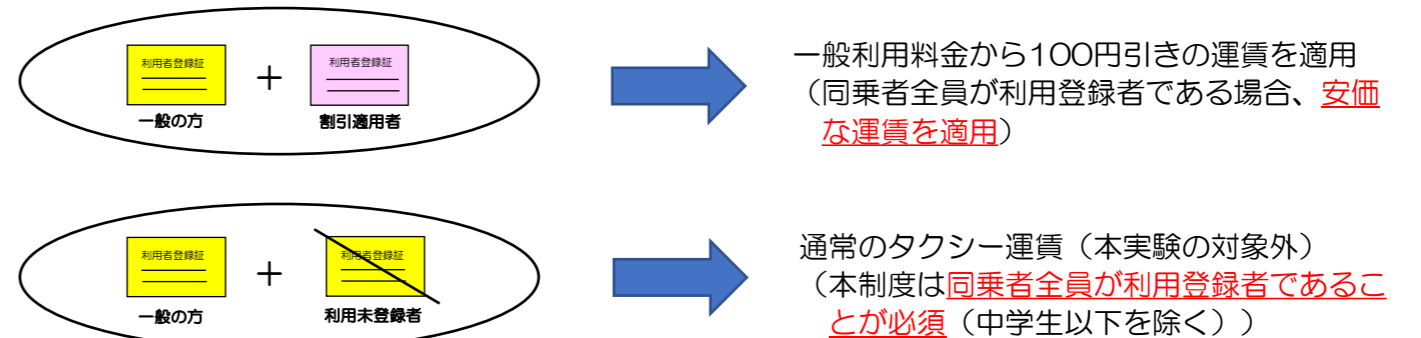 利用者登録証
利用者登録証
+
一般の方
割引適用者
一般利用料金から100円引きの運賃を適用
（同乗者全員が利用登録者である場合、安価
な運賃を適用）
利用者登録証
利用者登録証
+
一般の方
利用未登録者
通常のタクシー運賃（本実験の対象外）
（本制度は同乗者全員が利用登録者であるこ
とが必須（中学生以下を除く））